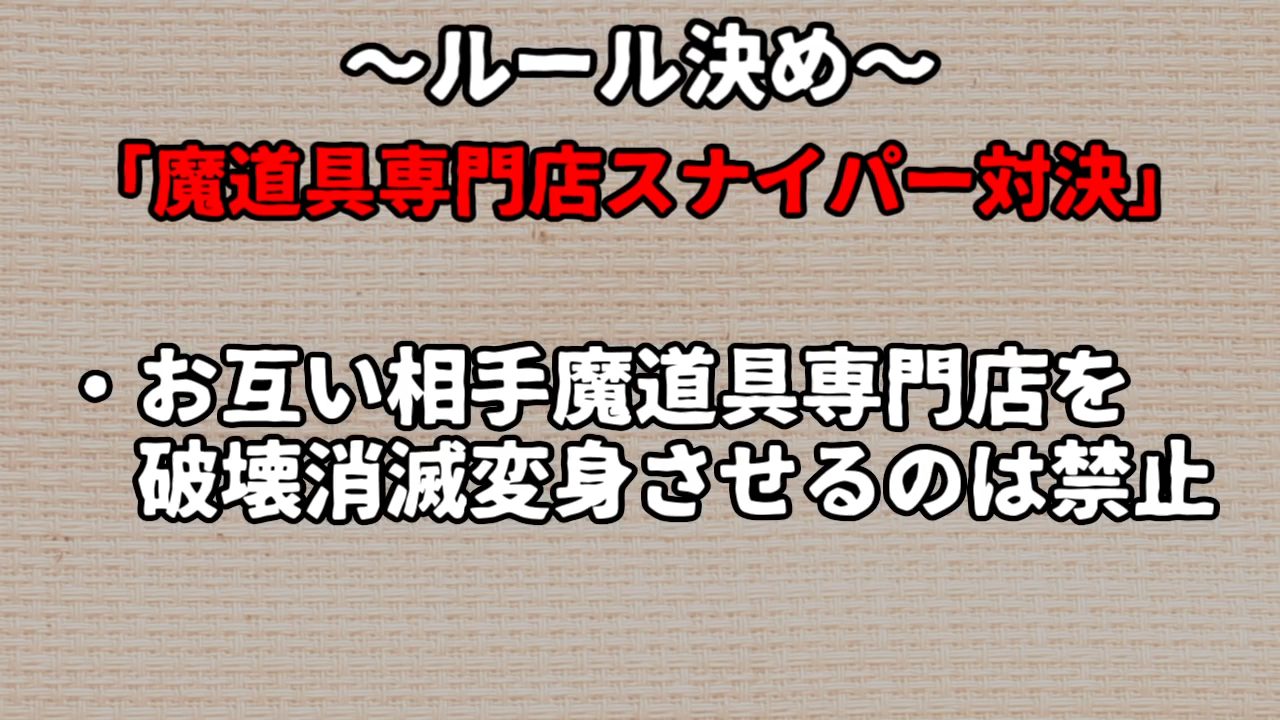 ～ルール決め～
「魔道具専門店スナイパー対決」
・お互い相手魔道具専門店を
破壊消滅変身させるのは禁止